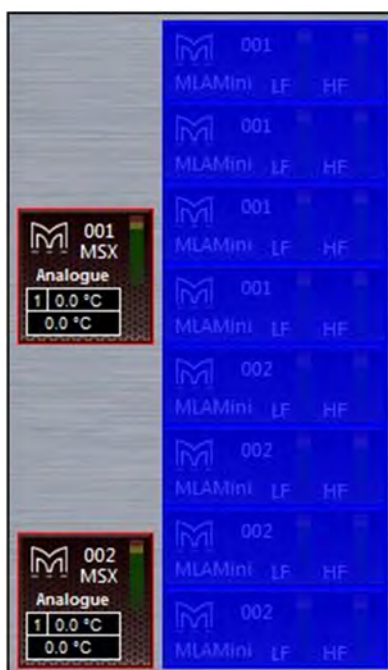 001
MLAMini LF HF
001
MLAMini LF HF
001
MLAMini LF HF
001
MLAMini LF HF
001
MSX
Analogue
1 0.0 °C
0.0 °C
002
MLAMini LF HF
002
MLAMini LF HF
002
MLAMini LF HF
002
MLAMini LF HF
002
MSX
Analogue
1 0.0 °C
0.0 °C